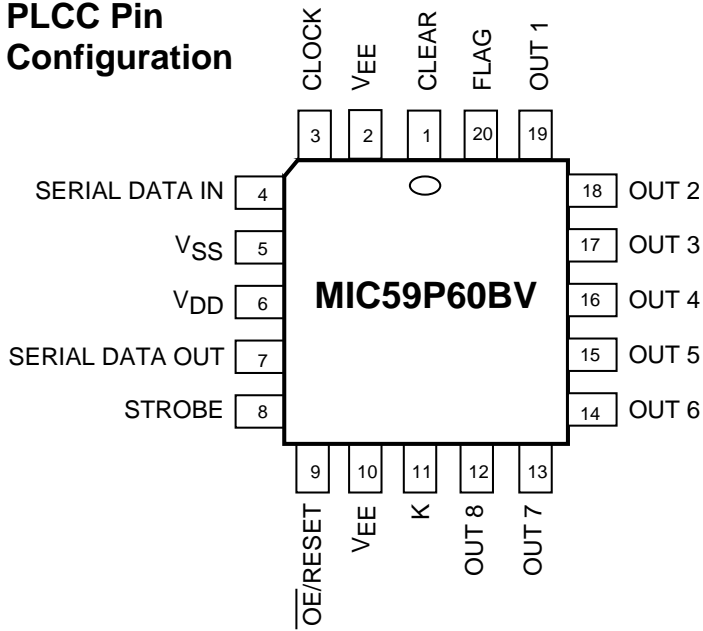 PLCC Pin
Configuration
CLOCK
VEE
CLEAR
FLAG
OUT 1
3
2
1
20
19
SERIAL DATA IN 4
VSS 5
VDD 6
SERIAL DATA OUT 7
STROBE 8
MIC59P60BV
18 OUT 2
17 OUT 3
16 OUT 4
15 OUT 5
14 OUT 6
9
10
11
12
13
OE/RESET
VEE
K
OUT 8
OUT 7